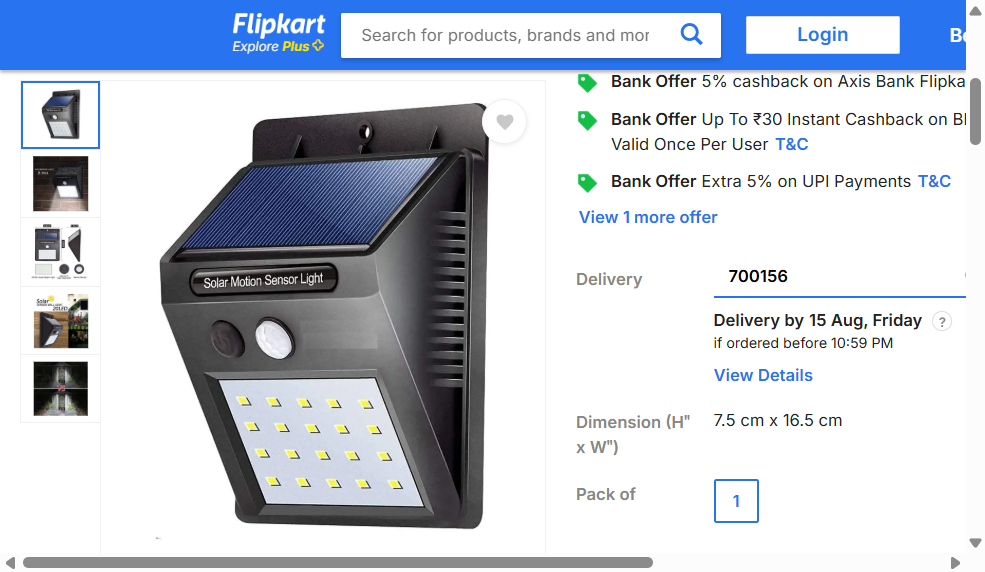 Flipkart
Explore Plus
Search for products, brands and mor
Login
Bank Offer 5% cashback on Axis Bank Flipka
Bank Offer Up To ₹30 Instant Cashback on
Valid Once Per User T&C
Bank Offer Extra 5% on UPI Payments T&C
View 1 more offer
Solar Motion Sensor Light
Delivery
700156
Delivery by 15 Aug, Friday ?
if ordered before 10:59 PM
View Details
Dimension (H" x W")
7.5 cm x 16.5 cm
Pack of
1